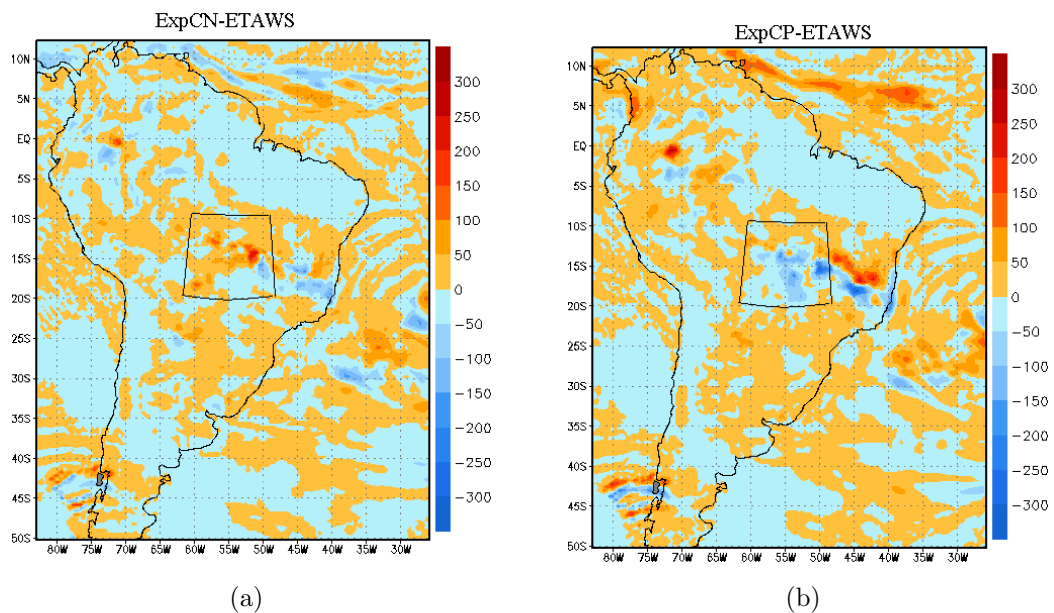 ExpCN-ETAWS
10N
5N
EQ
5S
10S
15S
20S
25S
30S
35S
40S
45S
50S
80W 75W 70W 65W 60W 55W 50W 45W 40W 35W 30W
300
250
200
150
100
50
0
−50
−100
−150
−200
−250
−300
(a)
ExpCP-ETAWS
10N
5N
EQ
5S
10S
15S
20S
25S
30S
35S
40S
45S
50S
80W 75W 70W 65W 60W 55W 50W 45W 40W 35W 30W
300
250
200
150
100
50
0
−50
−100
−150
−200
−250
−300
(b)